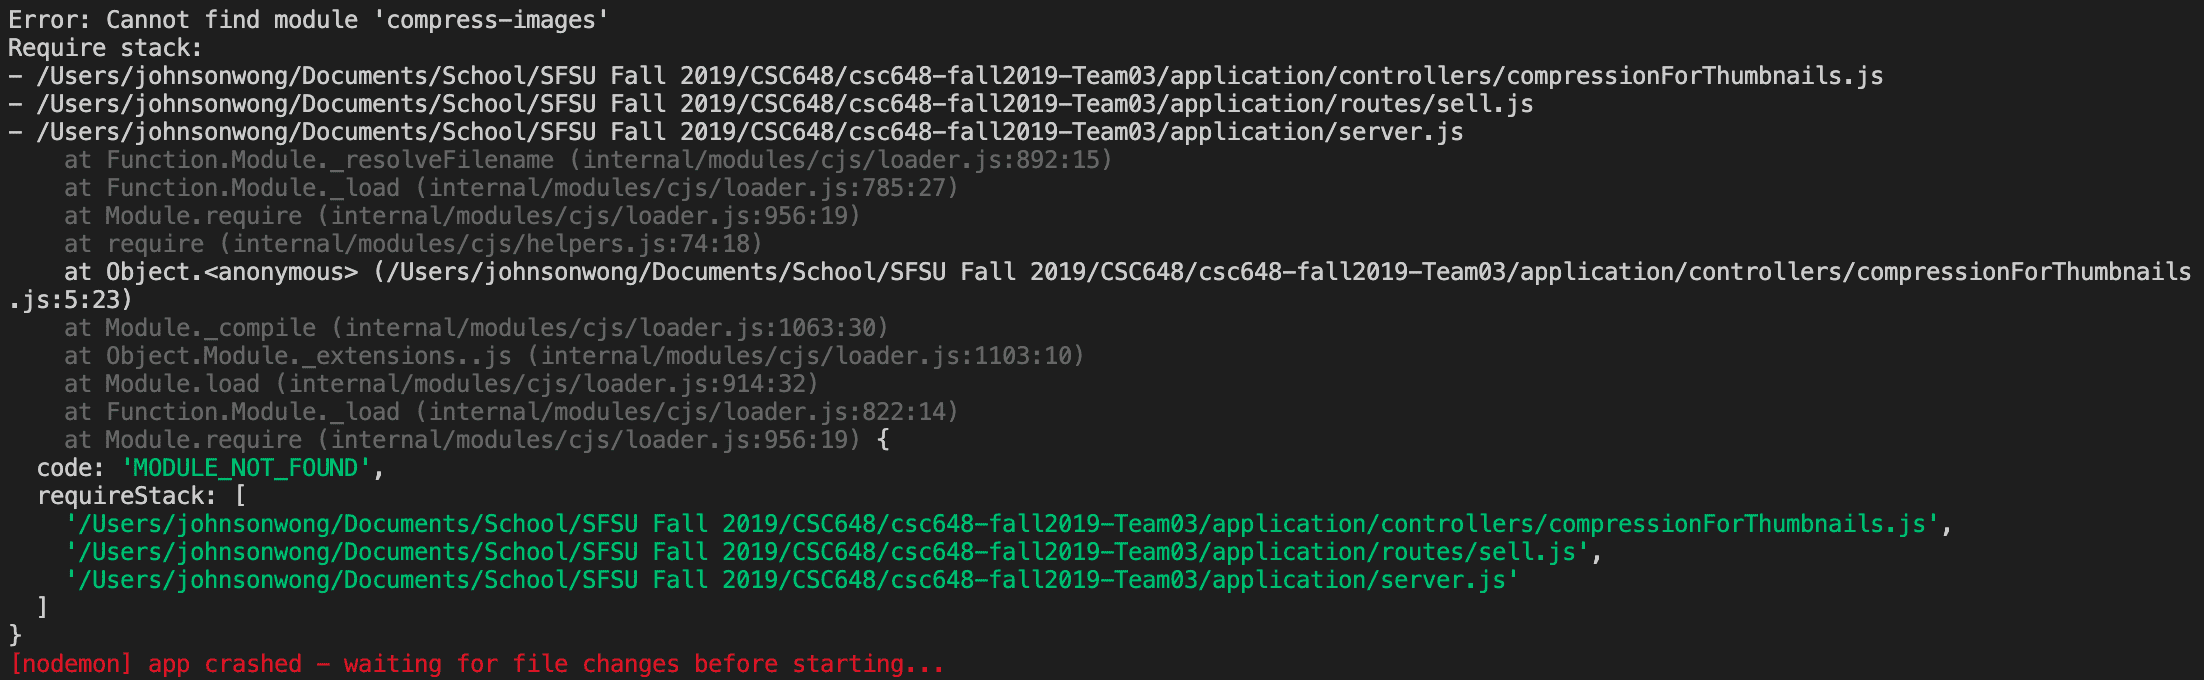 Error: Cannot find module 'compress-images'
Require stack:
- /Users/johnsonwong/Documents/School/SFSU Fall 2019/CSC648/csc648-fall2019-Team03/application/controllers/compressionForThumbnails.js
- /Users/johnsonwong/Documents/School/SFSU Fall 2019/CSC648/csc648-fall2019-Team03/application/routes/sell.js
- /Users/johnsonwong/Documents/School/SFSU Fall 2019/CSC648/csc648-fall2019-Team03/application/server.js
    at Function.Module._resolveFilename (internal/modules/cjs/loader.js:892:15)
    at Function.Module._load (internal/modules/cjs/loader.js:785:27)
    at Module.require (internal/modules/cjs/loader.js:956:19)
    at require (internal/modules/cjs/helpers.js:74:18)
    at Object.<anonymous> (/Users/johnsonwong/Documents/School/SFSU Fall 2019/CSC648/csc648-fall2019-Team03/application/controllers/compressionForThumbnails
.js:5:23)
    at Module._compile (internal/modules/cjs/loader.js:1063:30)
    at Object.Module._extensions..js (internal/modules/cjs/loader.js:1103:10)
    at Module.load (internal/modules/cjs/loader.js:914:32)
    at Function.Module._load (internal/modules/cjs/loader.js:822:14)
    at Module.require (internal/modules/cjs/loader.js:956:19) {
  code: 'MODULE_NOT_FOUND',
  requireStack: [
    '/Users/johnsonwong/Documents/School/SFSU Fall 2019/CSC648/csc648-fall2019-Team03/application/controllers/compressionForThumbnails.js',
    '/Users/johnsonwong/Documents/School/SFSU Fall 2019/CSC648/csc648-fall2019-Team03/application/routes/sell.js',
    '/Users/johnsonwong/Documents/School/SFSU Fall 2019/CSC648/csc648-fall2019-Team03/application/server.js'
  ]
}
[nodemon] app crashed - waiting for file changes before starting...